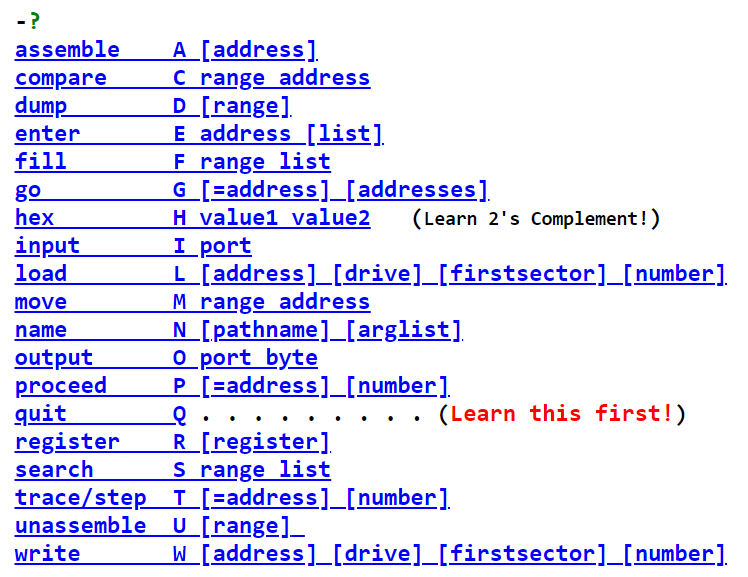 -?
assemble    A [address]
compare     C range address
dump        D [range]
enter       E address [list]
fill        F range list
go          G [=address] [addresses]
hex         H value1 value2   (Learn 2's Complement!)
input       I port
load        L [address] [drive] [firstsector] [number]
move        M range address
name        N [pathname] [arglist]
output      O port byte
proceed     P [=address] [number]
quit        Q . . . . . . . . . (Learn this first!)
register    R [register]
search      S range list
trace/step  T [=address] [number]
unassemble  U [range]
write       W [address] [drive] [firstsector] [number]